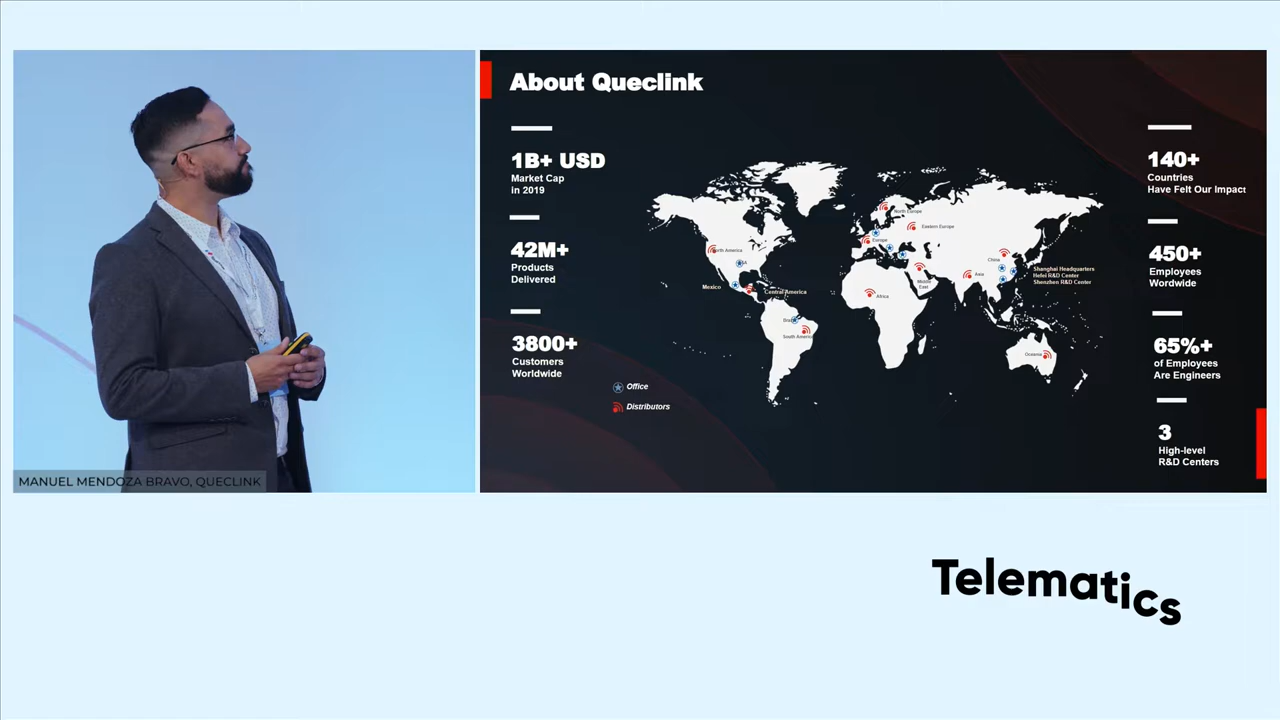 MANUEL MENDOZA BRAVO, QUECLINK
About Queclink
1B+ USD
Market Cap
in 2019
42M+
Products
Delivered
3800+
Customers
Worldwide
Office
Distributors
North America
USA
Mexico
Central America
Brazil
South America
North Europe
Eastern Europe
Europe
Middle
East
Africa
Asia
China
Shanghai Headquarters
Hefei R&D Center
Shenzhen R&D Center
Oceania
140+
Countries
Have Felt Our Impact
450+
Employees
Wordwide
65%+
of Employees
Are Engineers
3
High-level
R&D Centers
Telematics